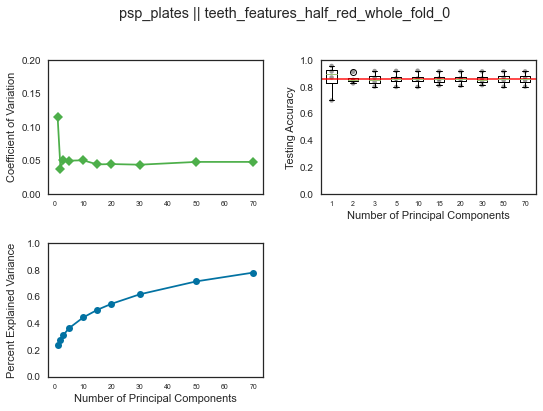 psp_plates || teeth_features_half_red_whole_fold_0
Coefficient of Variation
0.20
0.15
0.10
0.05
0.00
0 10 20 30 40 50 60 70
Testing Accuracy
1.0
0.8
0.6
0.4
0.2
0.0
1 2 3 5 10 15 20 30 50 70
Number of Principal Components
Percent Explained Variance
1.0
0.8
0.6
0.4
0.2
0.0
0 10 20 30 40 50 60 70
Number of Principal Components